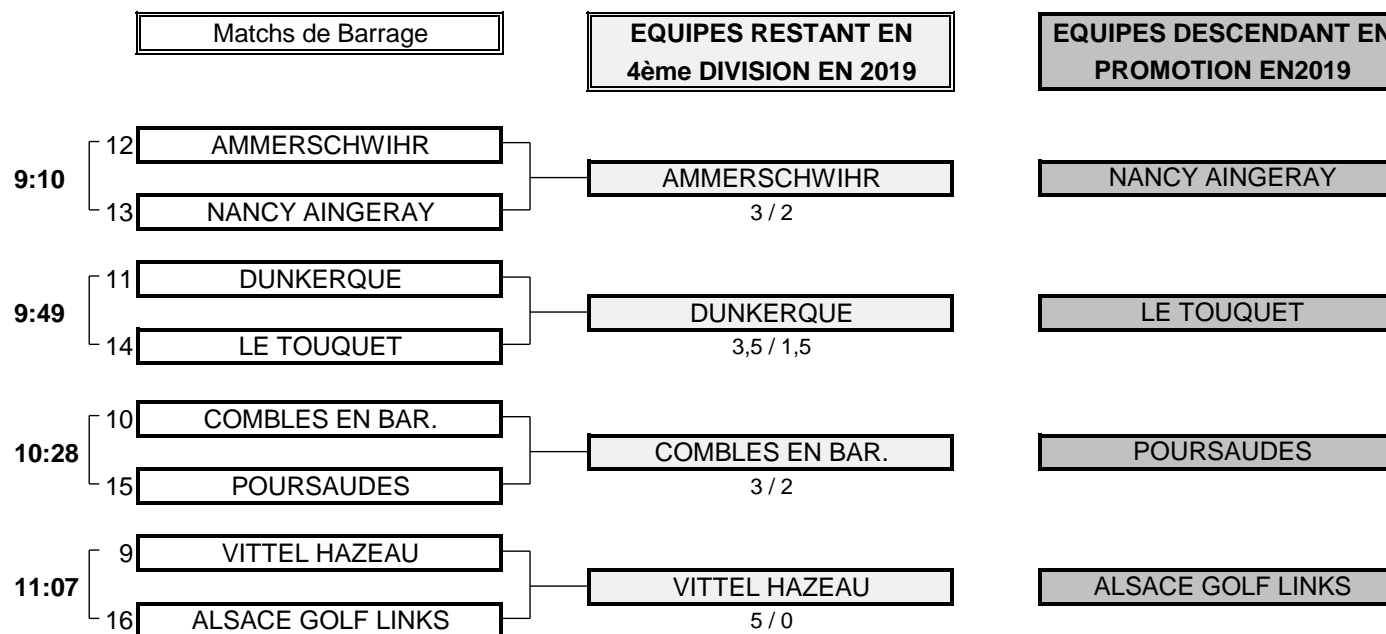 Matchs de Barrage
EQUIPES RESTANT EN
4ème DIVISION EN 2019
EQUIPES DESCENDANT EN
PROMOTION EN2019
9:10
12 AMMERSCHWIHR
13 NANCY AINGERAY
AMMERSCHWIHR
3 / 2
NANCY AINGERAY
9:49
11 DUNKERQUE
14 LE TOUQUET
DUNKERQUE
3,5 / 1,5
LE TOUQUET
10:28
10 COMBLES EN BAR.
15 POURSAUDES
COMBLES EN BAR.
3 / 2
POURSAUDES
11:07
9 VITTEL HAZEAU
16 ALSACE GOLF LINKS
VITTEL HAZEAU
5 / 0
ALSACE GOLF LINKS